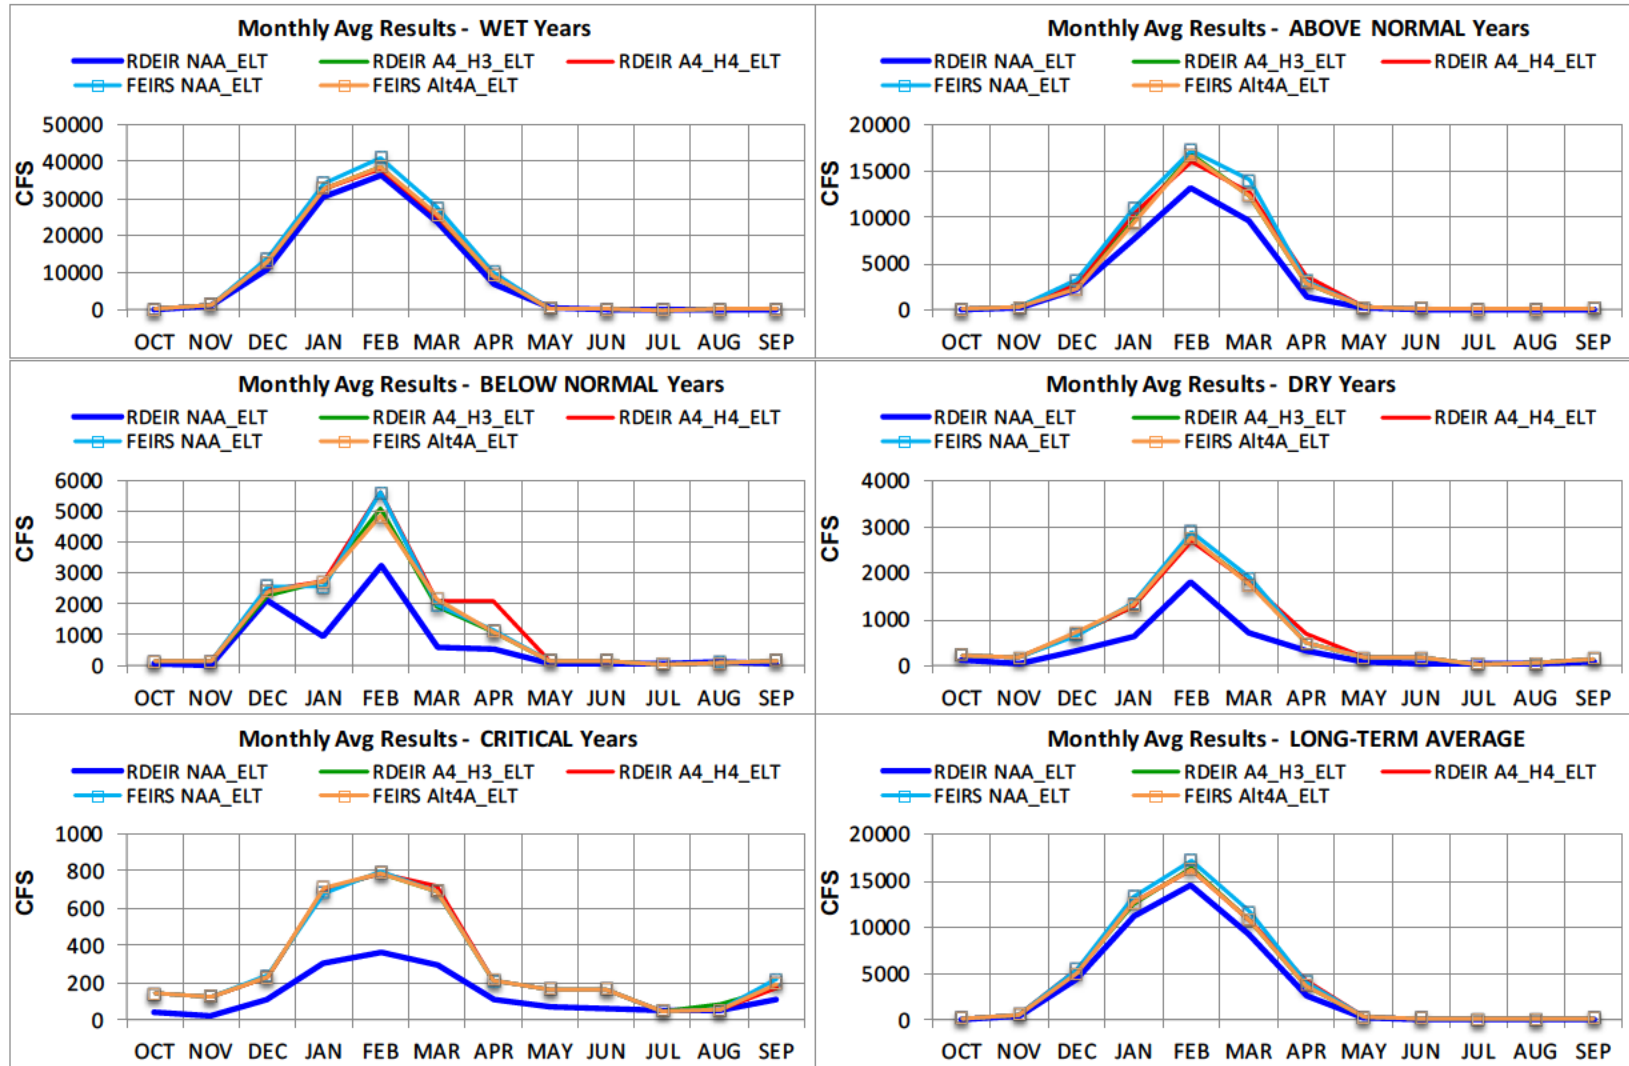 Monthly Avg Results - WET Years
RDEIR NAA_ELT RDEIR A4_H3_ELT RDEIR A4_H4_ELT
FEIRS NAA_ELT FEIRS Alt4A_ELT
50000
40000
30000
20000
10000
0
CFS
OCT NOV DEC JAN FEB MAR APR MAY JUN JUL AUG SEP
Monthly Avg Results - ABOVE NORMAL Years
RDEIR NAA_ELT RDEIR A4_H3_ELT RDEIR A4_H4_ELT
FEIRS NAA_ELT FEIRS Alt4A_ELT
20000
15000
10000
5000
0
CFS
OCT NOV DEC JAN FEB MAR APR MAY JUN JUL AUG SEP
Monthly Avg Results - BELOW NORMAL Years
RDEIR NAA_ELT RDEIR A4_H3_ELT RDEIR A4_H4_ELT
FEIRS NAA_ELT FEIRS Alt4A_ELT
6000
5000
4000
3000
2000
1000
0
CFS
OCT NOV DEC JAN FEB MAR APR MAY JUN JUL AUG SEP
Monthly Avg Results - DRY Years
RDEIR NAA_ELT RDEIR A4_H3_ELT RDEIR A4_H4_ELT
FEIRS NAA_ELT FEIRS Alt4A_ELT
4000
3000
2000
1000
0
CFS
OCT NOV DEC JAN FEB MAR APR MAY JUN JUL AUG SEP
Monthly Avg Results - CRITICAL Years
RDEIR NAA_ELT RDEIR A4_H3_ELT RDEIR A4_H4_ELT
FEIRS NAA_ELT FEIRS Alt4A_ELT
1000
800
600
400
200
0
CFS
OCT NOV DEC JAN FEB MAR APR MAY JUN JUL AUG SEP
Monthly Avg Results - LONG-TERM AVERAGE
RDEIR NAA_ELT RDEIR A4_H3_ELT RDEIR A4_H4_ELT
FEIRS NAA_ELT FEIRS Alt4A_ELT
20000
15000
10000
5000
0
CFS
OCT NOV DEC JAN FEB MAR APR MAY JUN JUL AUG SEP